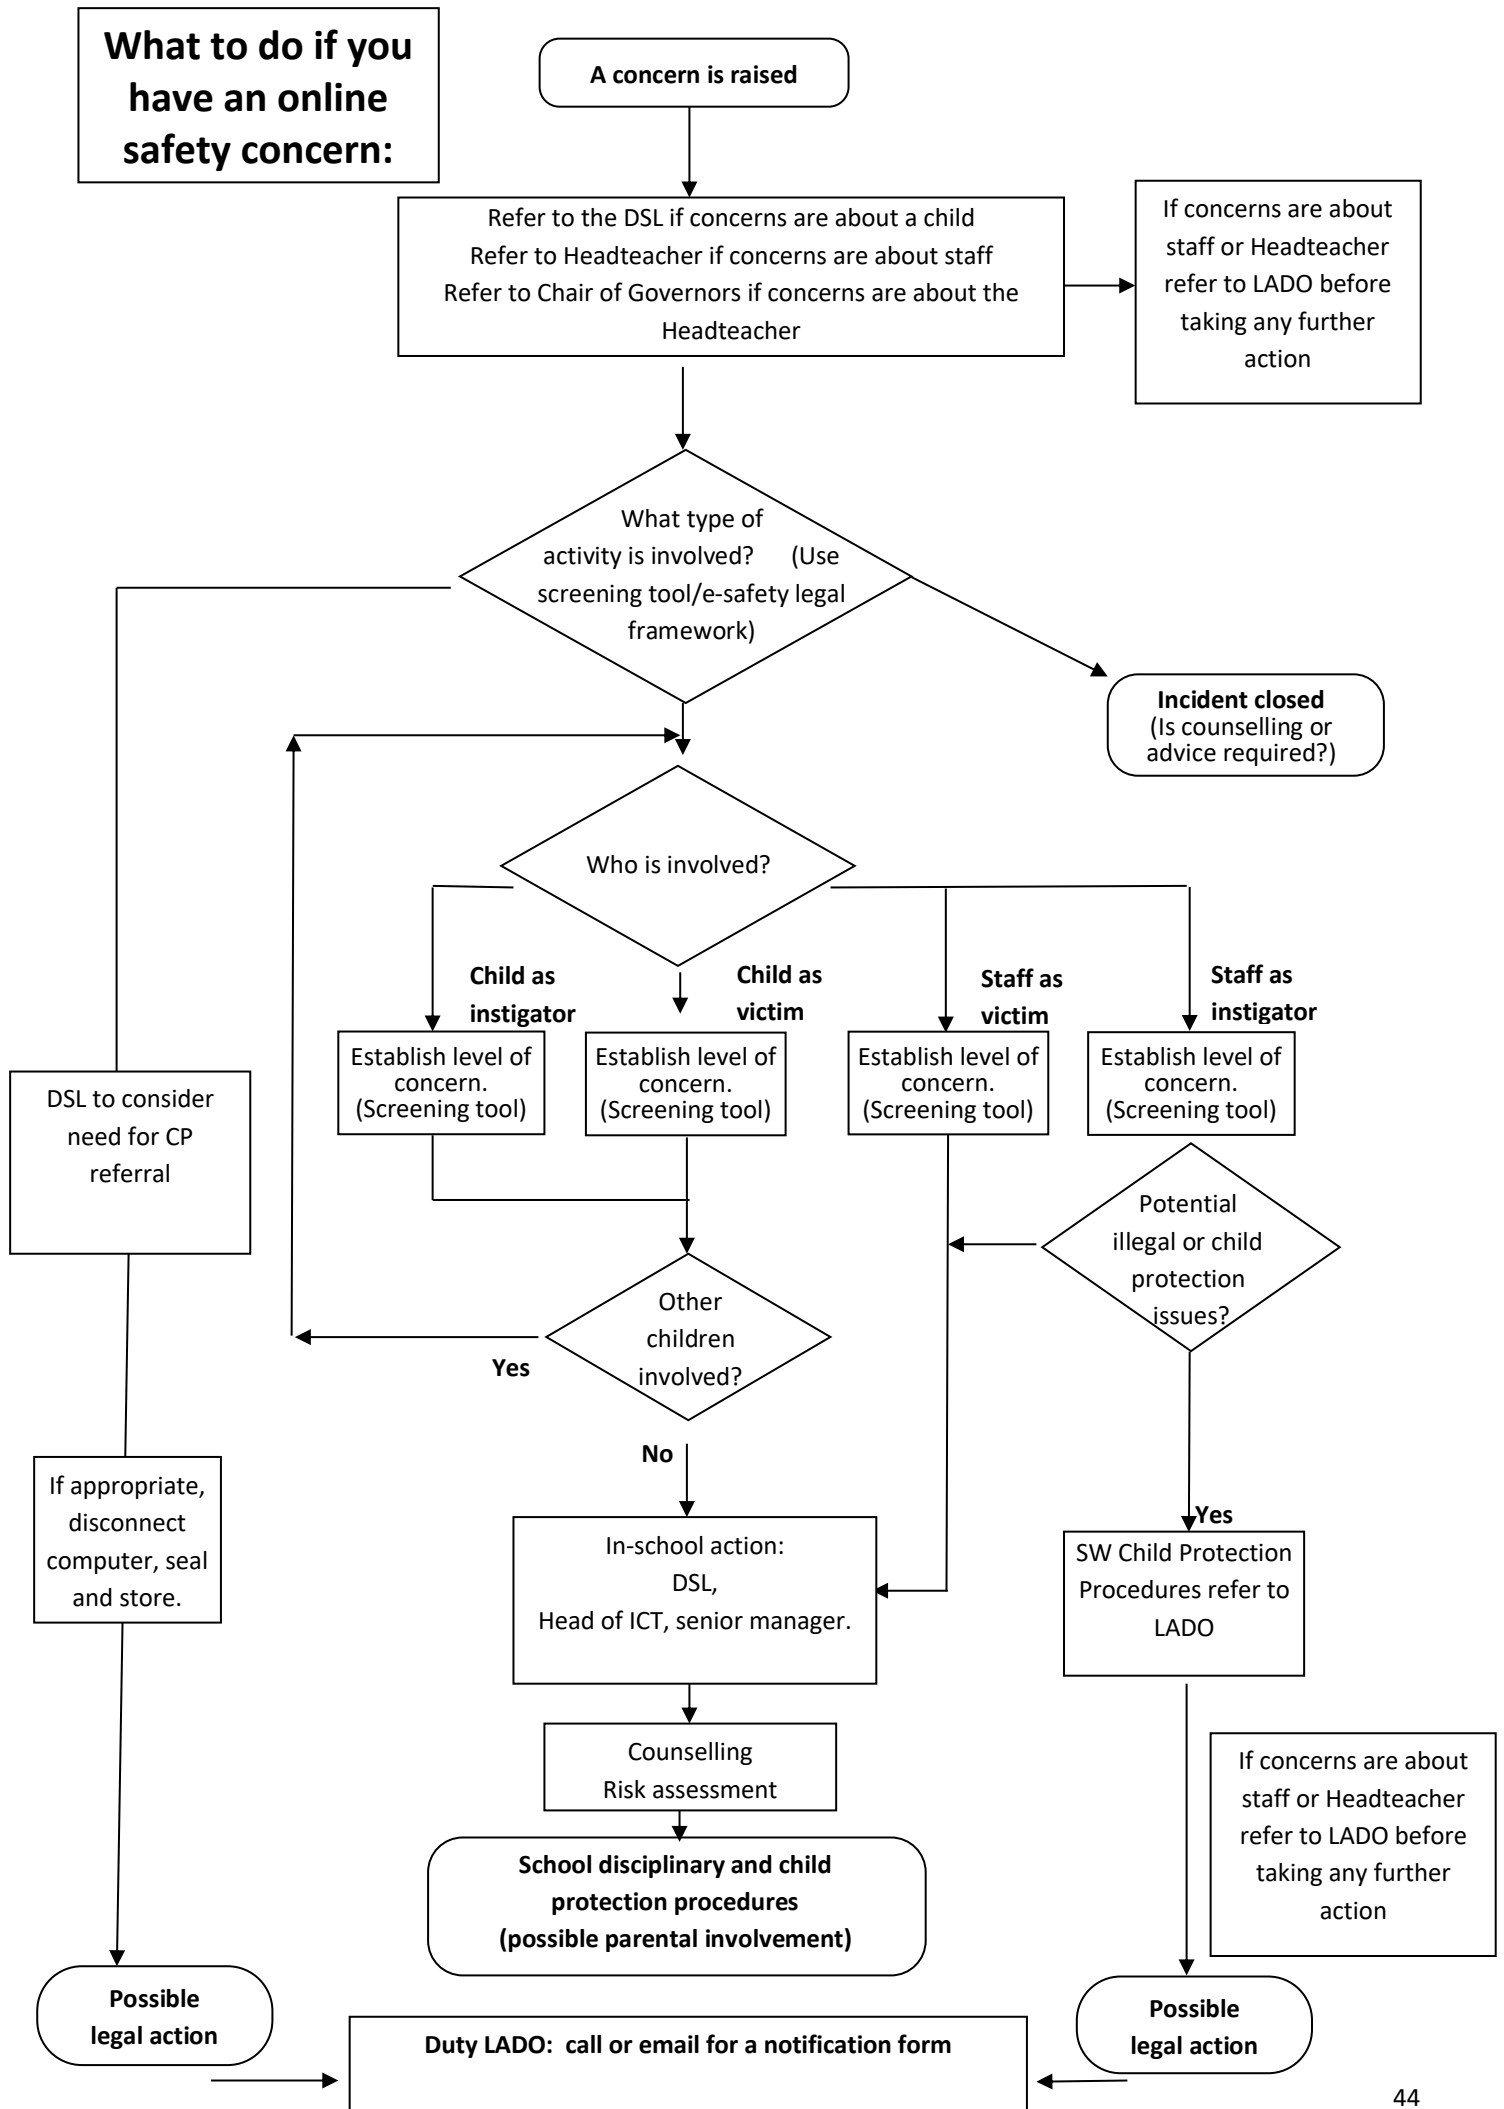 What to do if you
have an online
safety concern:
A concern is raised
Refer to the DSL if concerns are about a child
Refer to Headteacher if concerns are about staff
Refer to Chair of Governors if concerns are about the
Headteacher
If concerns are about
staff or Headteacher
refer to LADO before
taking any further
action
What type of
activity is involved? (Use
screening tool/e-safety legal
framework)
Incident closed
(Is counselling or
advice required?)
Who is involved?
Child as
instigator
Child as
victim
Staff as
victim
Staff as
instigator
Establish level of
concern.
(Screening tool)
Establish level of
concern.
(Screening tool)
Establish level of
concern.
(Screening tool)
Establish level of
concern.
(Screening tool)
DSL to consider
need for CP
referral
Potential
illegal or child
protection
issues?
Other
children
involved?
Yes
No
If appropriate,
disconnect
computer, seal
and store.
In-school action:
DSL,
Head of ICT, senior manager.
Yes
SW Child Protection
Procedures refer to
LADO
Counselling
Risk assessment
If concerns are about
staff or Headteacher
refer to LADO before
taking any further
action
School disciplinary and child
protection procedures
(possible parental involvement)
Possible
legal action
Possible
legal action
Duty LADO: call or email for a notification form
44